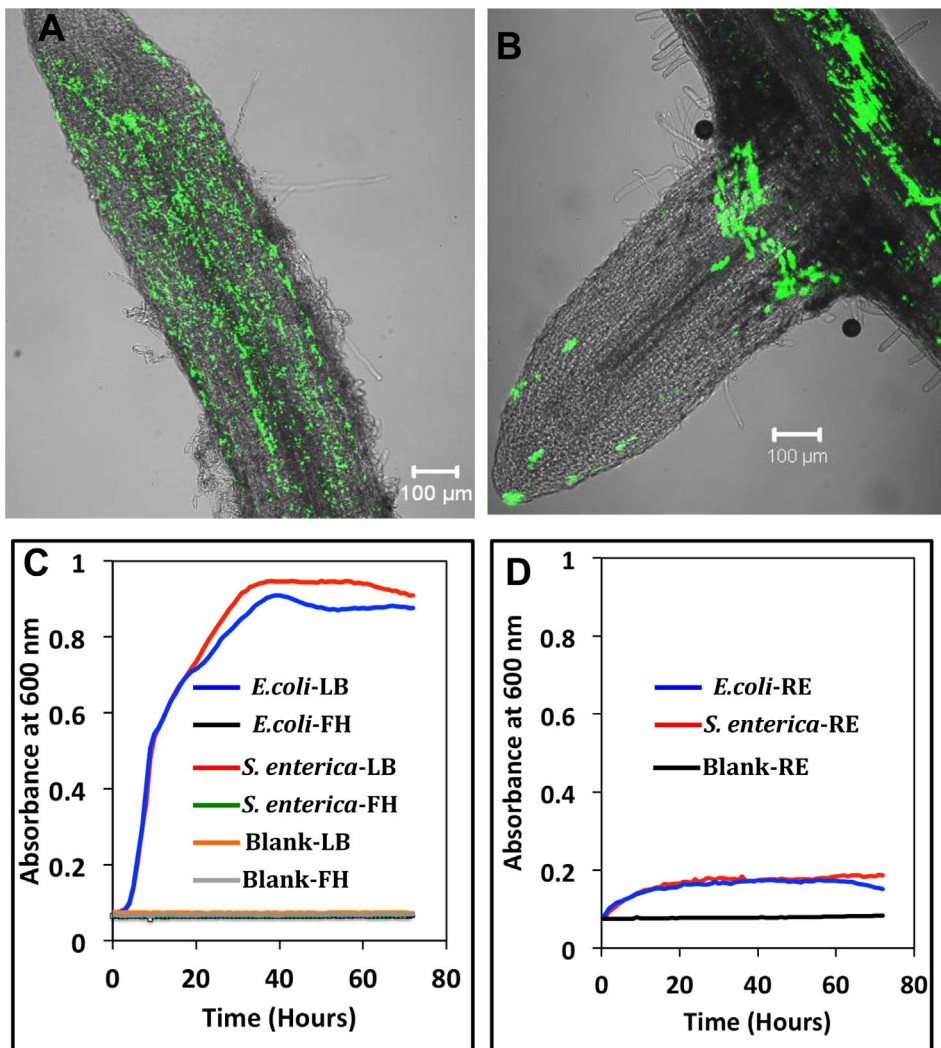 A
B
100 µm
100 µm
C
Absorbance at 600 nm
1
0.8
0.6
0.4
0.2
0
E.coli-LB
E.coli-FH
S. enterica-LB
S. enterica-FH
Blank-LB
Blank-FH
0 20 40 60 80
Time (Hours)
D
Absorbance at 600 nm
1
0.8
0.6
0.4
0.2
0
E.coli-RE
S. enterica-RE
Blank-RE
0 20 40 60 80
Time (Hours)